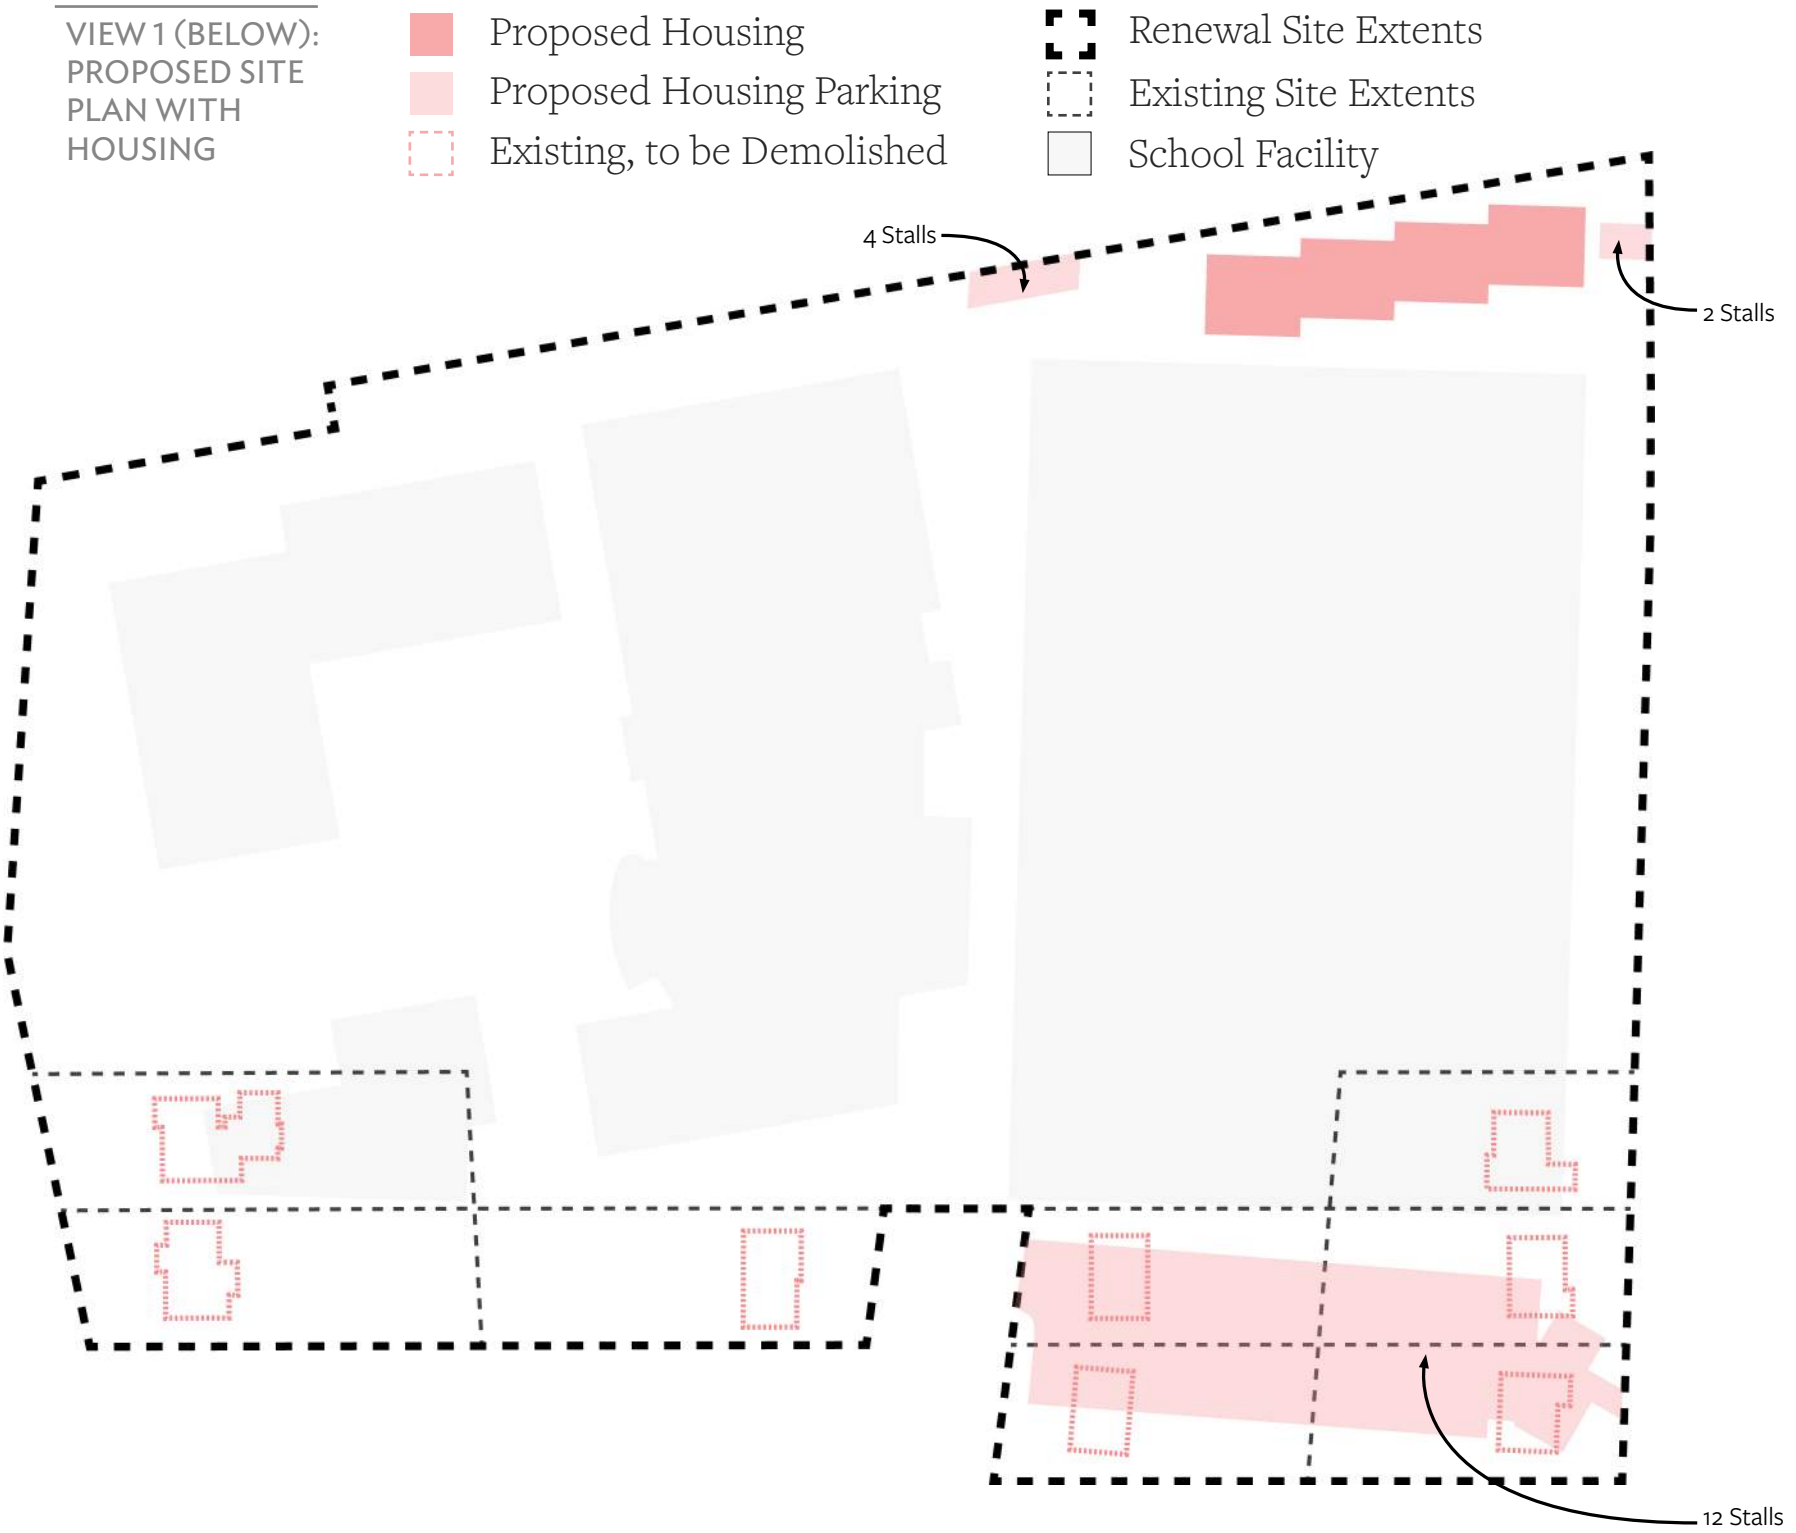 VIEW 1 (BELOW):
PROPOSED SITE
PLAN WITH
HOUSING
Proposed Housing
Proposed Housing Parking
Existing, to be Demolished
Renewal Site Extents
Existing Site Extents
School Facility
4 Stalls
2 Stalls
12 Stalls